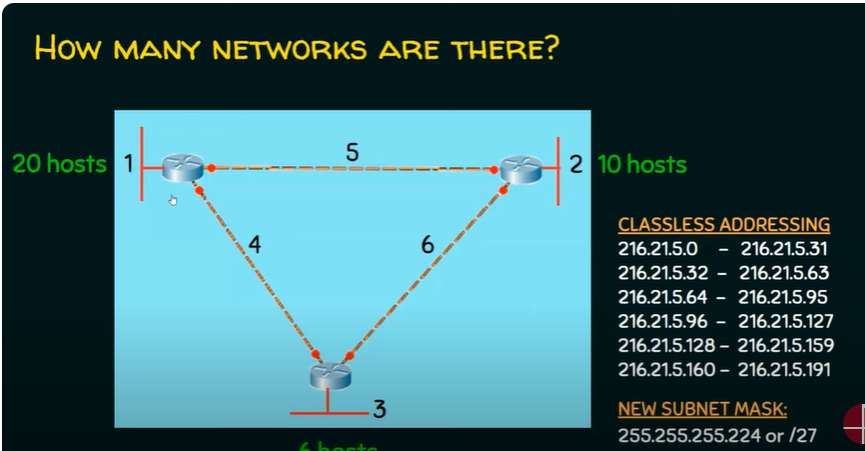 HOW MANY NETWORKS ARE THERE?
20 hosts 1
5
2 10 hosts
4
6
3
6 hosts
CLASSLESS ADDRESSING
216.21.5.0 – 216.21.5.31
216.21.5.32 – 216.21.5.63
216.21.5.64 – 216.21.5.95
216.21.5.96 – 216.21.5.127
216.21.5.128 – 216.21.5.159
216.21.5.160 – 216.21.5.191
NEW SUBNET MASK:
255.255.255.224 or /27